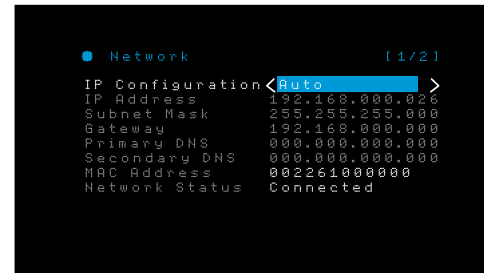 Network [1/2]
IP Configuration <Auto >
IP Address 192.168.000.026
Subnet Mask 255.255.255.000
Gateway 192.168.000.000
Primary DNS 000.000.000.000
Secondary DNS 000.000.000.000
MAC Address 002261000000
Network Status Connected